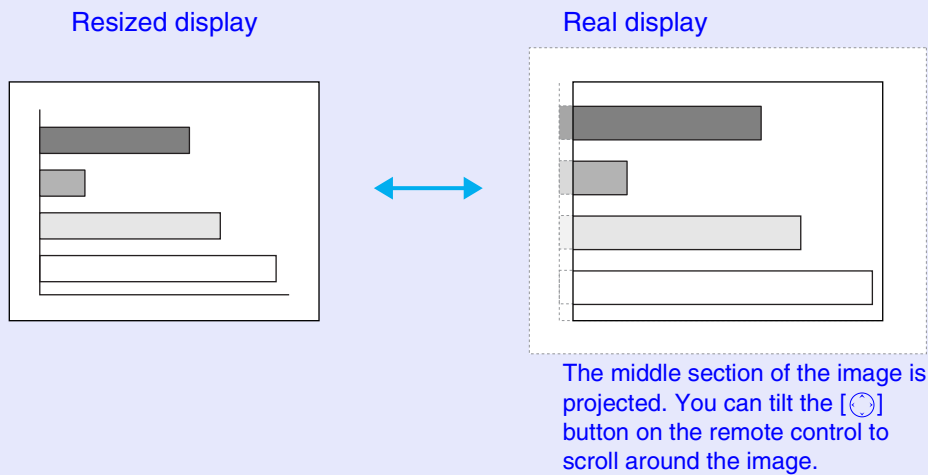 Resized display
Real display
The middle section of the image is
projected. You can tilt the [ ]
button on the remote control to
scroll around the image.